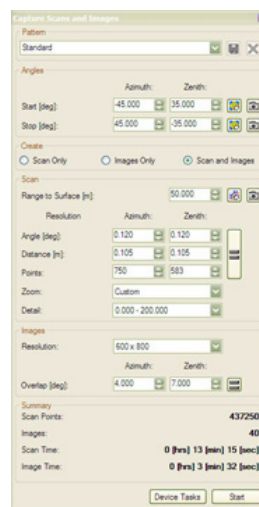 Capture Scans and Images
Pattern
Standard
Angles
Azimuth: Zenith:
Start [deg]: -45.000 35.000
Stop [deg]: 45.000 -35.000
Create
Scan Only Images Only Scan and Images
Scan
Range to Surface [m]: 50.000
Resolution Azimuth: Zenith:
Angle [deg]: 0.120 0.120
Distance [m]: 0.105 0.105
Points: 750 583
Zoom: Custom
Detail: 0.000 - 200.000
Images
Resolution: 600 x 800
Azimuth: Zenith:
Overlap [deg]: 4.000 7.000
Summary
Scan Points: 437250
Images: 40
Scan Time: 0 [hrs] 13 [min] 15 [sec]
Image Time: 0 [hrs] 3 [min] 32 [sec]
Device Tasks Start